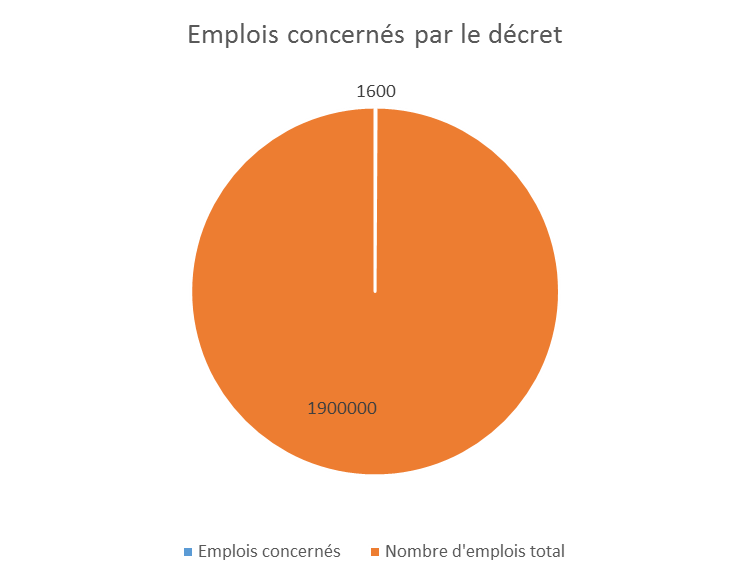 Emplois concernés par le décret
1600
1900000
Emplois concernés
Nombre d'emplois total